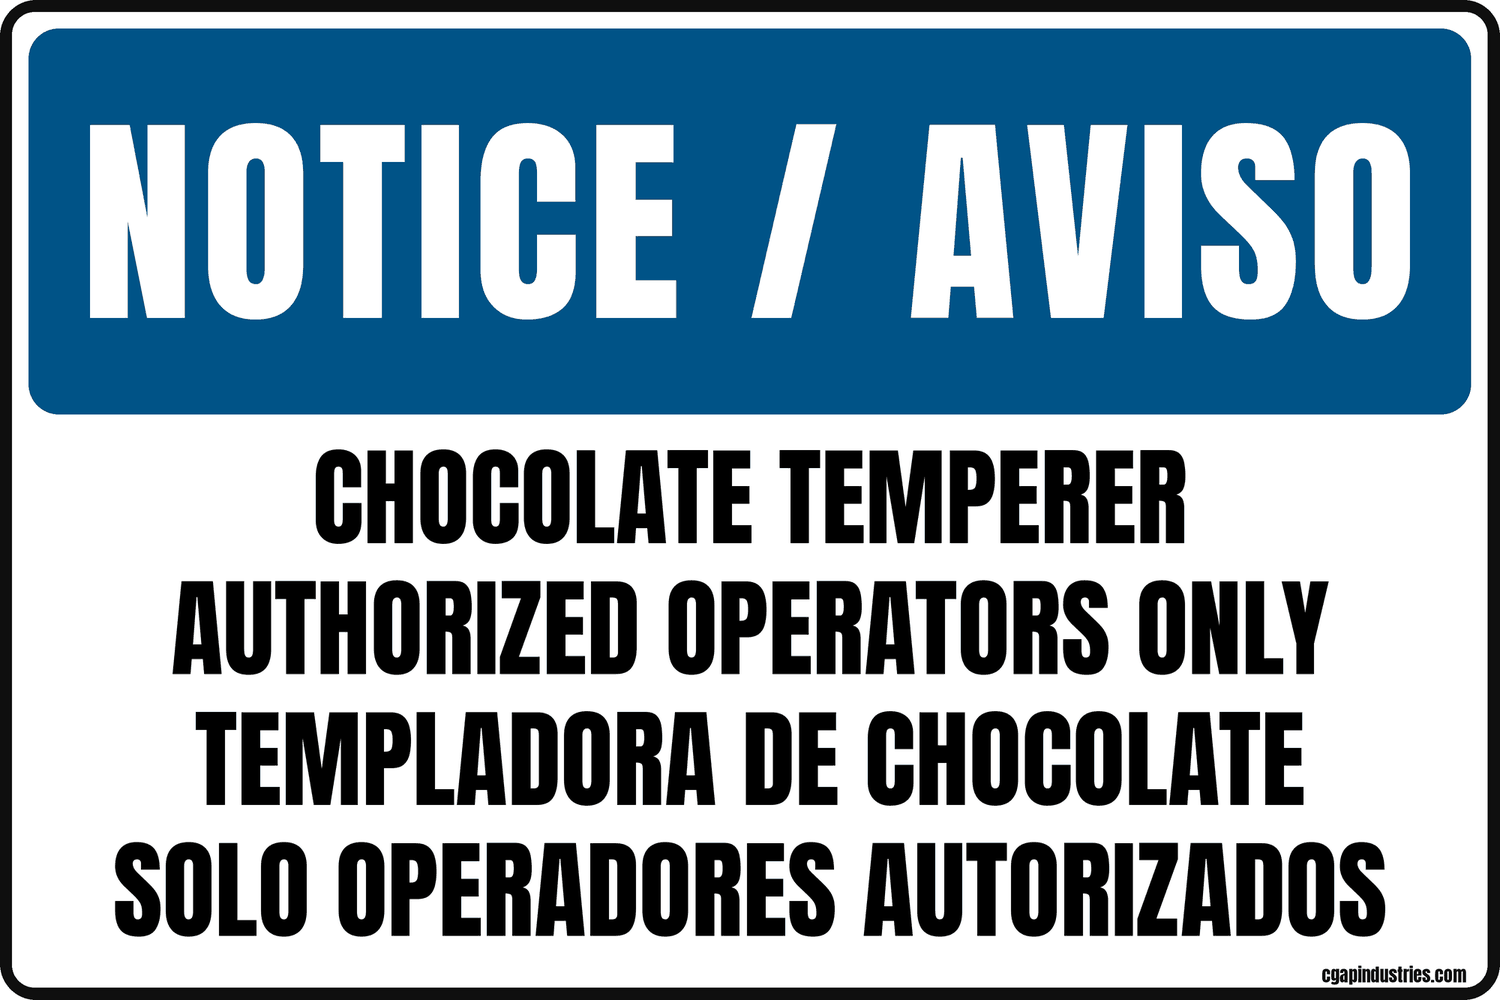 NOTICE / AVISO
CHOCOLATE TEMPERER
AUTHORIZED OPERATORS ONLY
TEMPLADORA DE CHOCOLATE
SOLO OPERADORES AUTORIZADOS
cgapindustries.com